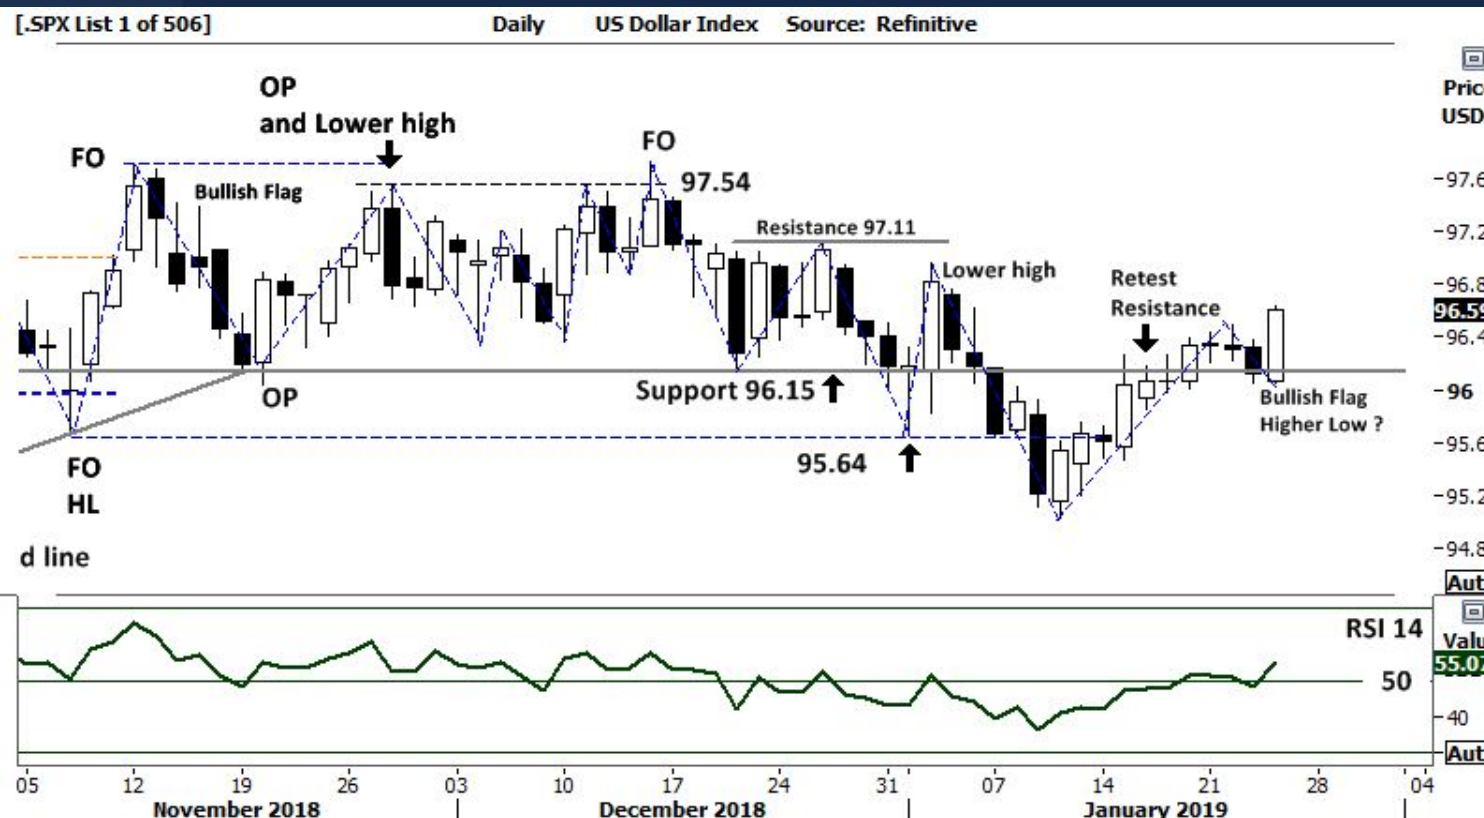 [.SPX List 1 of 506] Daily US Dollar Index Source: Refinitive
OP
and Lower high
FO
Bullish Flag
FO
97.54
Resistance 97.11
Lower high
Retest
Resistance
Support 96.15
OP
Bullish Flag
Higher Low ?
95.64
FO
HL
d line
Pric
USD
97.6
97.2
96.8
96.59
96.4
96
95.6
95.2
94.8
Aut
RSI 14
Valu
55.07
50
40
Aut
05 12 19 26 03 10 17 24 31 07 14 21 28 04
November 2018 December 2018 January 2019